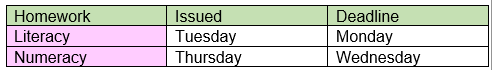 Homework Issued Deadline
Literacy Tuesday Monday
Numeracy Thursday Wednesday